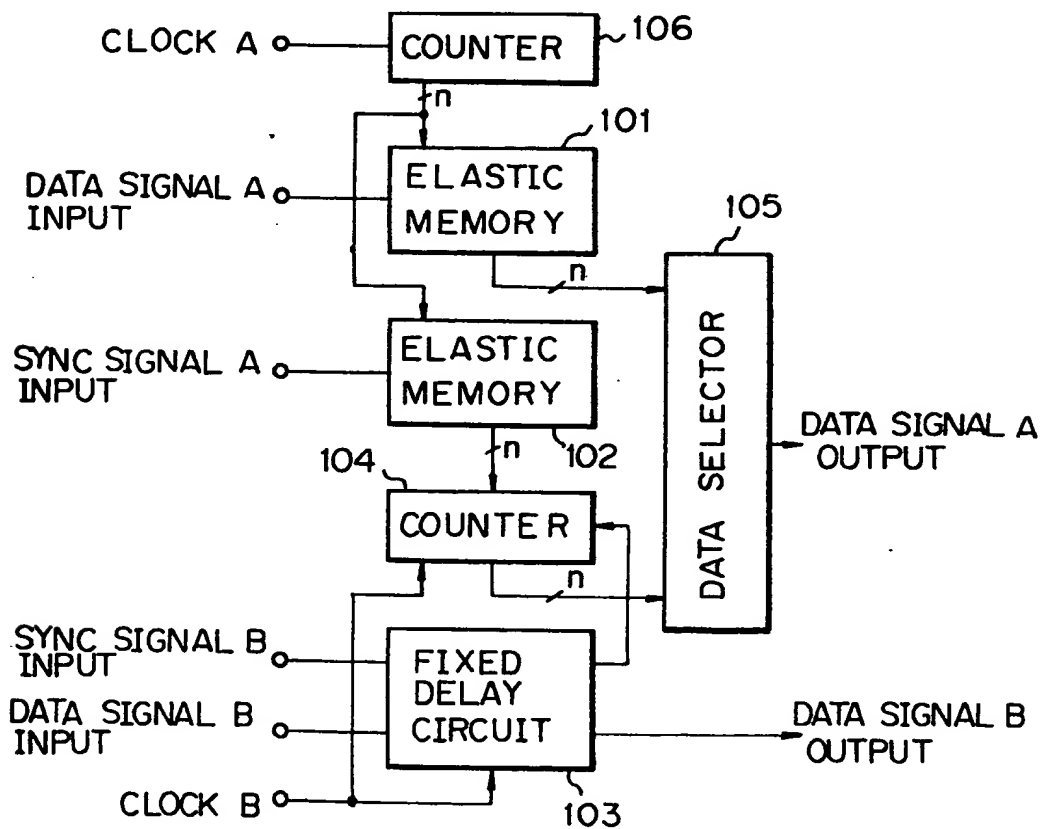 CLOCK A
COUNTER
106
n
101
DATA SIGNAL A
INPUT
ELASTIC
MEMORY
105
n
SYNC SIGNAL A
INPUT
ELASTIC
MEMORY
DATA SELECTOR
DATA SIGNAL A
OUTPUT
n
102
104
COUNTER
n
SYNC SIGNAL B
INPUT
DATA SIGNAL B
INPUT
FIXED
DELAY
CIRCUIT
DATA SIGNAL B
OUTPUT
CLOCK B
103